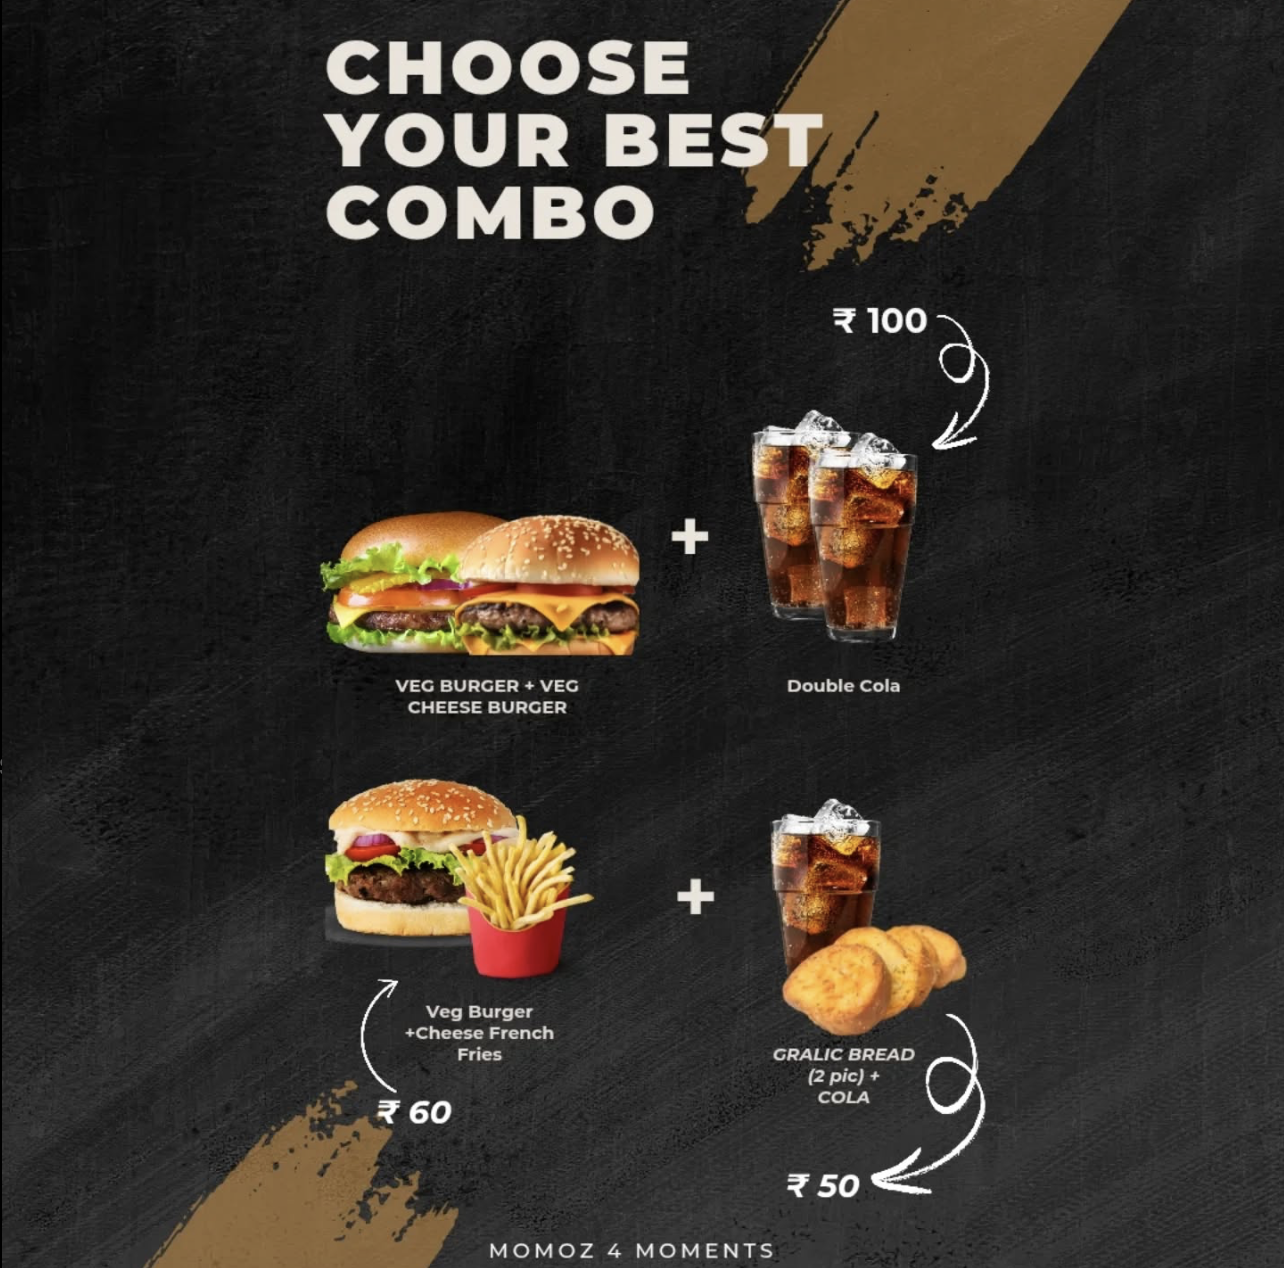 CHOOSE
YOUR BEST
COMBO
₹ 100
VEG BURGER + VEG
CHEESE BURGER
Double Cola
Veg Burger
+Cheese French
Fries
₹ 60
GRALIC BREAD
(2 pic) +
COLA
₹ 50
MOMOZ 4 MOMENTS